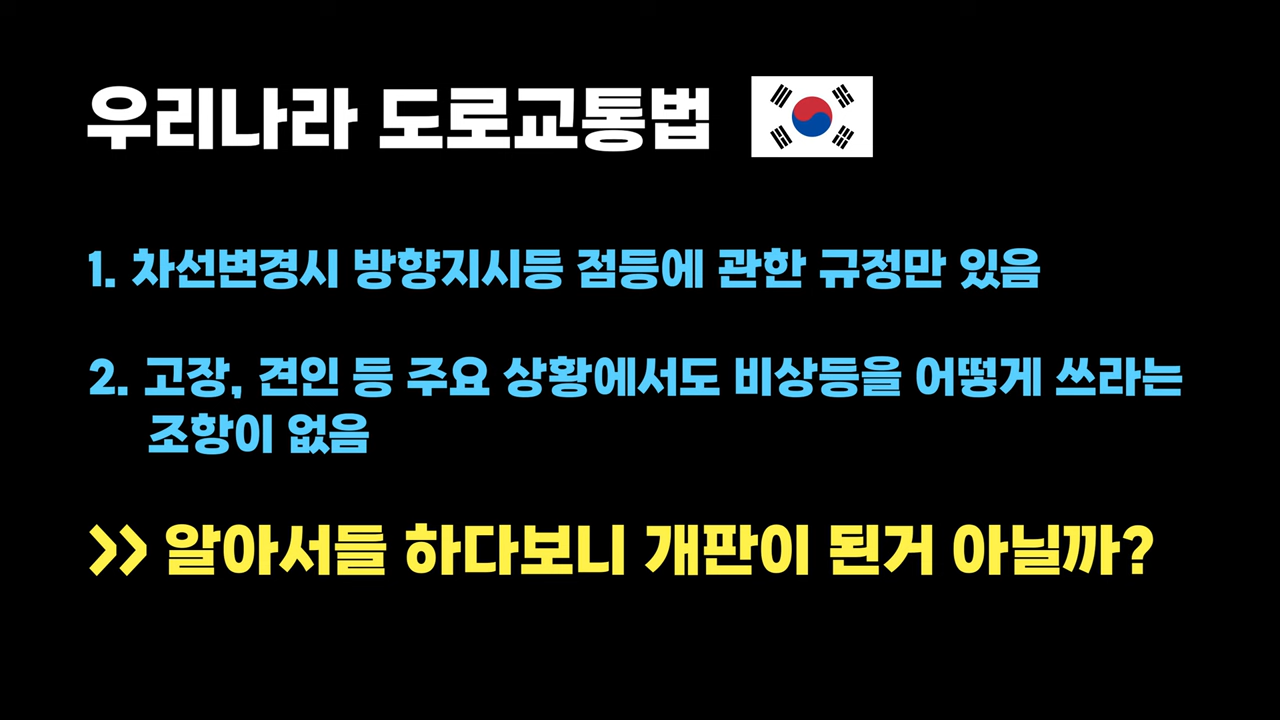 우리나라 도로교통법
1. 차선변경시 방향지시등 점등에 관한 규정만 있음
2. 고장, 견인 등 주요 상황에서도 비상등을 어떻게 쓰라는
조항이 없음
>> 알아서들 하다보니 개판이 된거 아닐까?